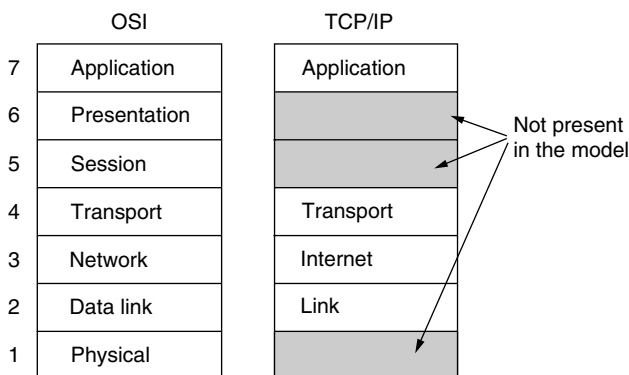 OSI TCP/IP
7 Application Application
6 Presentation
5 Session
Not present
in the model
4 Transport Transport
3 Network Internet
2 Data link Link
1 Physical